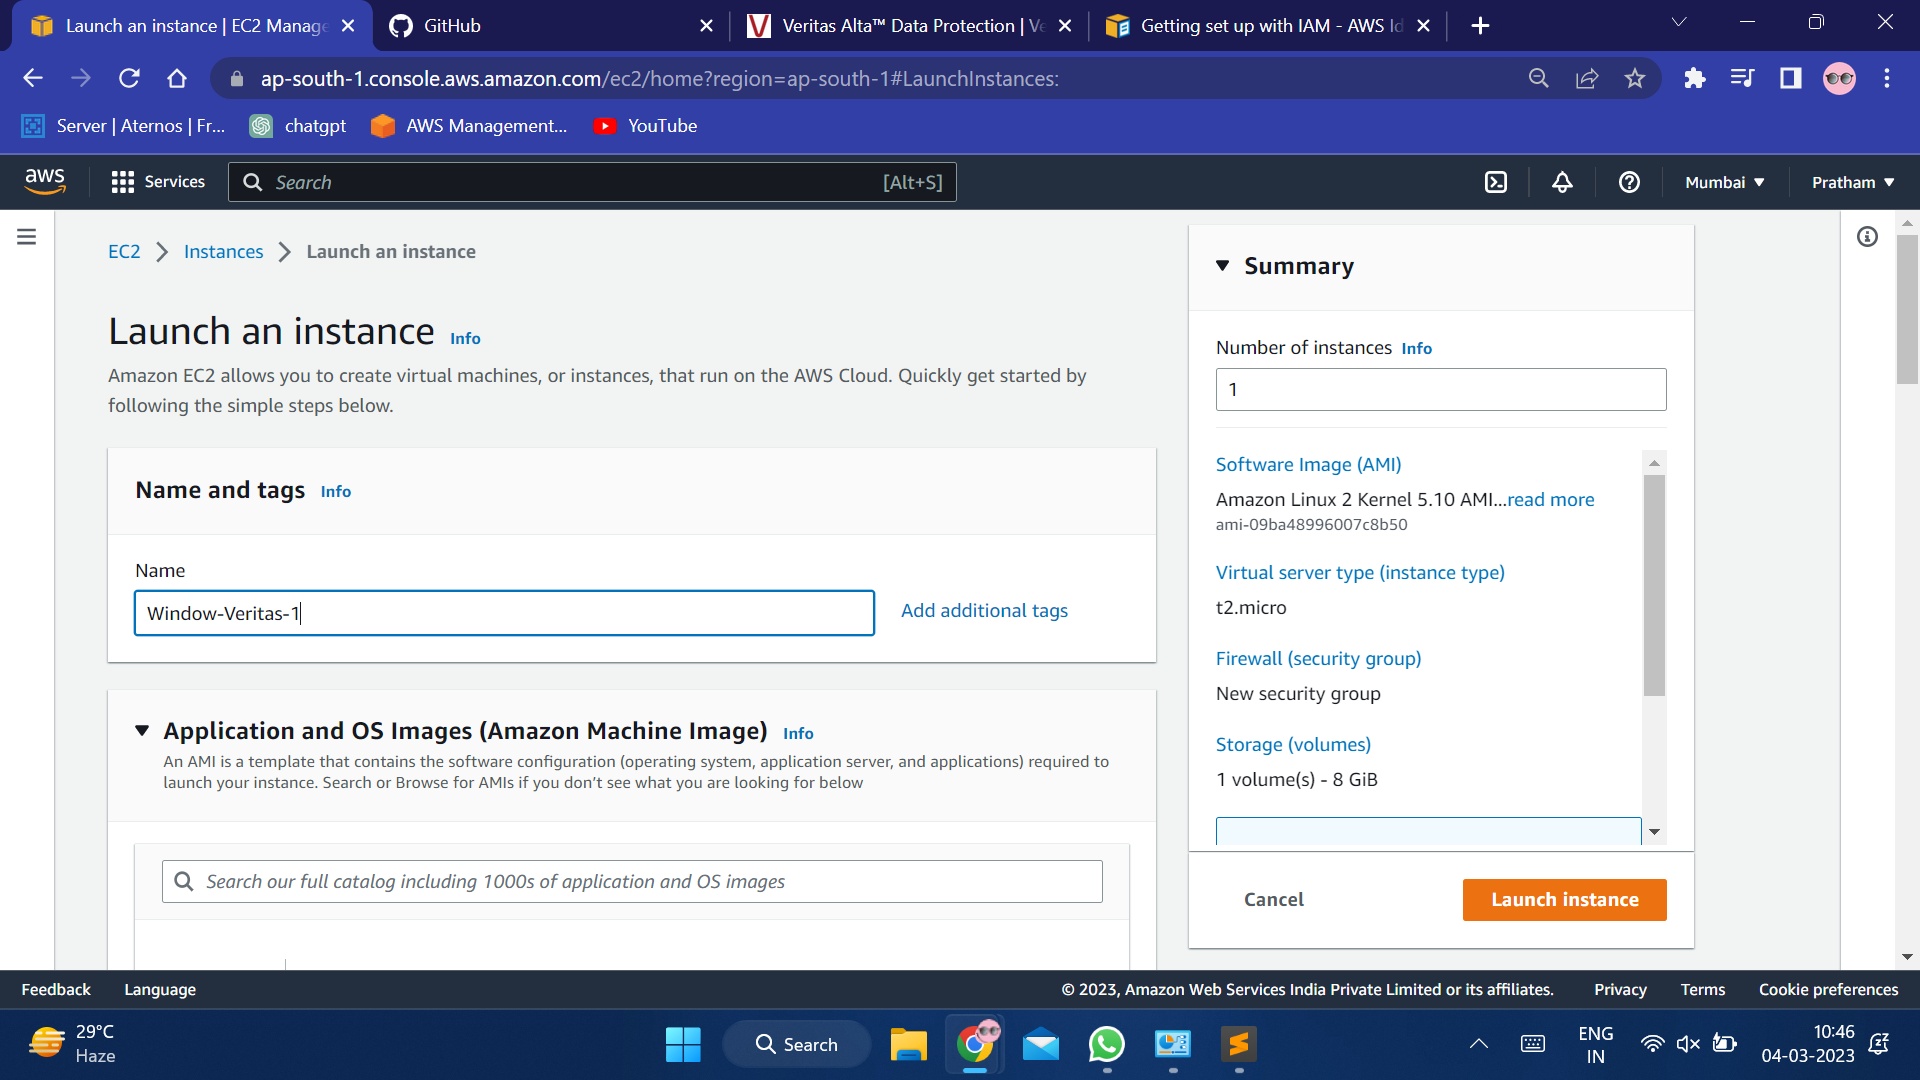 Launch an instance | EC2 Manage
GitHub
Veritas Alta™ Data Protection | Ve
Getting set up with IAM - AWS Id
ap-south-1.console.aws.amazon.com/ec2/home?region=ap-south-1#LaunchInstances:
Server | Aternos | Fr...
chatgpt
AWS Management...
YouTube
aws
Services
Search
[Alt+S]
Mumbai
Pratham
EC2
Instances
Launch an instance
Launch an instance Info
Amazon EC2 allows you to create virtual machines, or instances, that run on the AWS Cloud. Quickly get started by
following the simple steps below.
Name and tags Info
Name
Window-Veritas-1
Add additional tags
Application and OS Images (Amazon Machine Image) Info
An AMI is a template that contains the software configuration (operating system, application server, and applications) required to
launch your instance. Search or Browse for AMIs if you don’t see what you are looking for below
Search our full catalog including 1000s of application and OS images
Summary
Number of instances Info
1
Software Image (AMI)
Amazon Linux 2 Kernel 5.10 AMI...read more
ami-09ba48996007c8b50
Virtual server type (instance type)
t2.micro
Firewall (security group)
New security group
Storage (volumes)
1 volume(s) - 8 GiB
Cancel
Launch instance
Feedback
Language
© 2023, Amazon Web Services India Private Limited or its affiliates.
Privacy
Terms
Cookie preferences
29°C
Haze
Search
ENG
IN
10:46
04-03-2023